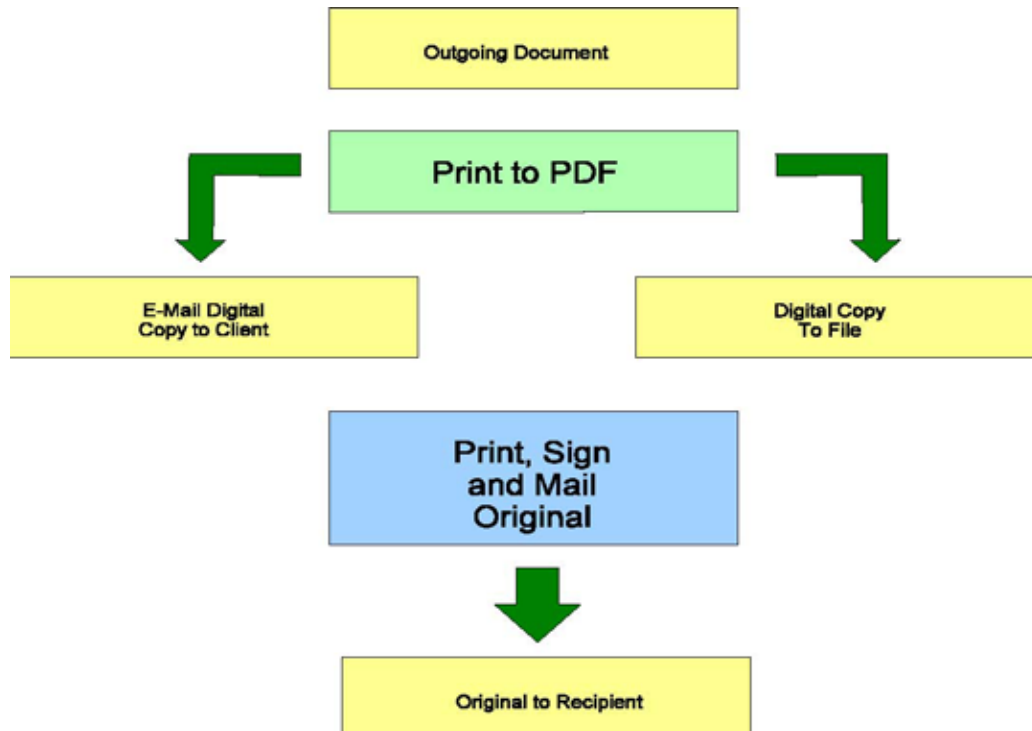 Outgoing Document
Print to PDF
E-Mail Digital
Copy to Client
Digital Copy
To File
Print, Sign
and Mail
Original
Original to Recipient